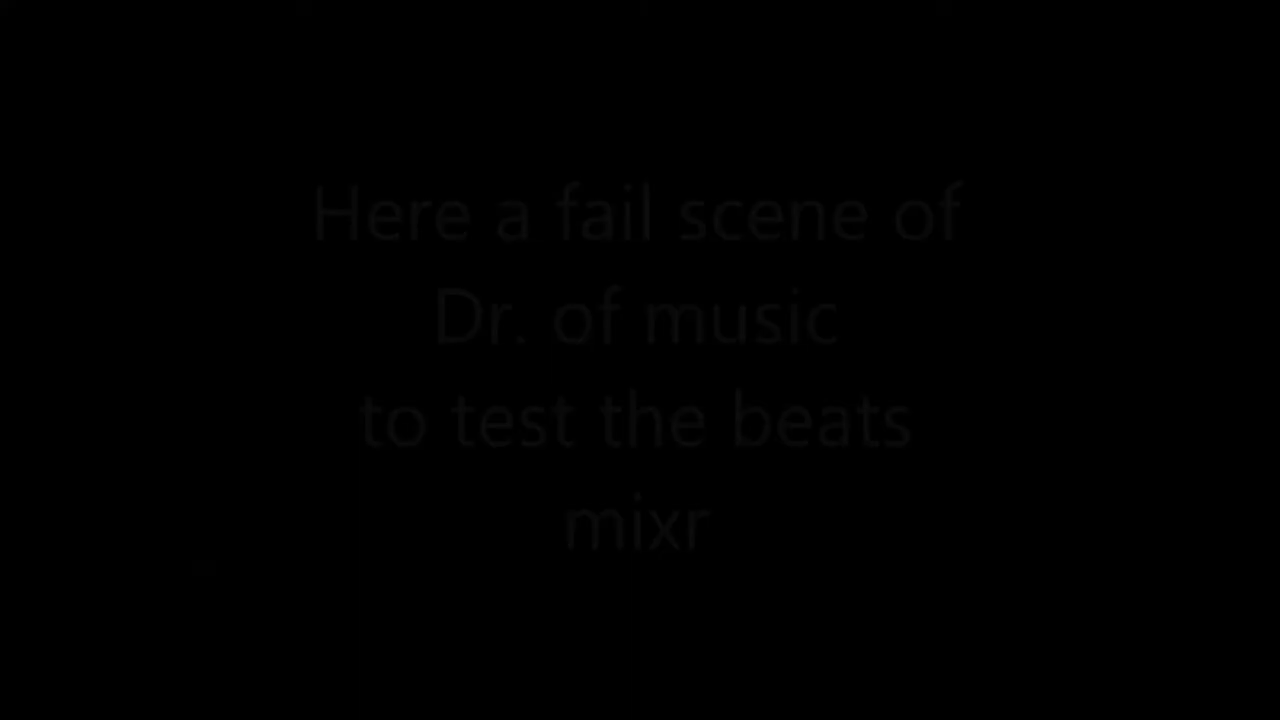 Here a fail scene of
Dr. of music
to test the beats
mixr